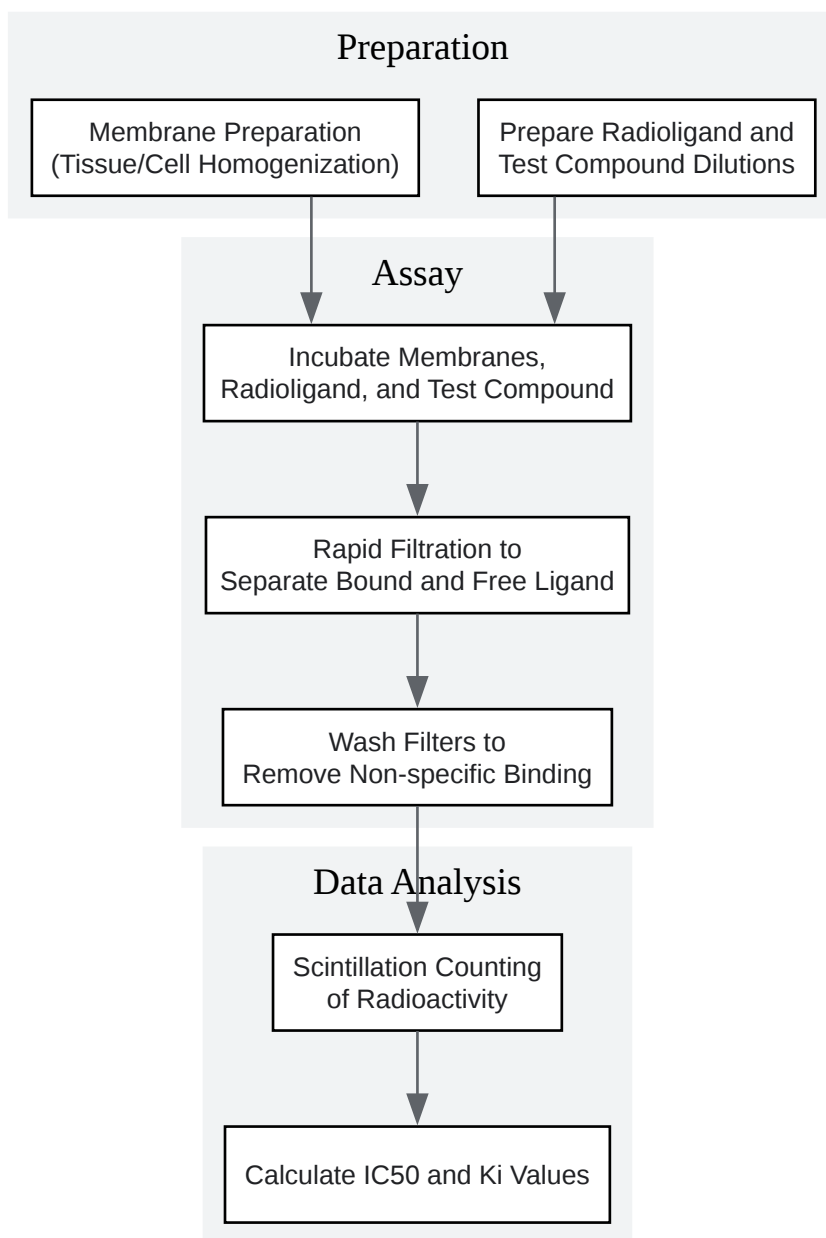 Preparation
Membrane Preparation
(Tissue/Cell Homogenization)
Prepare Radioligand and
Test Compound Dilutions
Assay
Incubate Membranes,
Radioligand, and Test Compound
Rapid Filtration to
Separate Bound and Free Ligand
Wash Filters to
Remove Non-specific Binding
Data Analysis
Scintillation Counting
of Radioactivity
Calculate IC50 and Ki Values